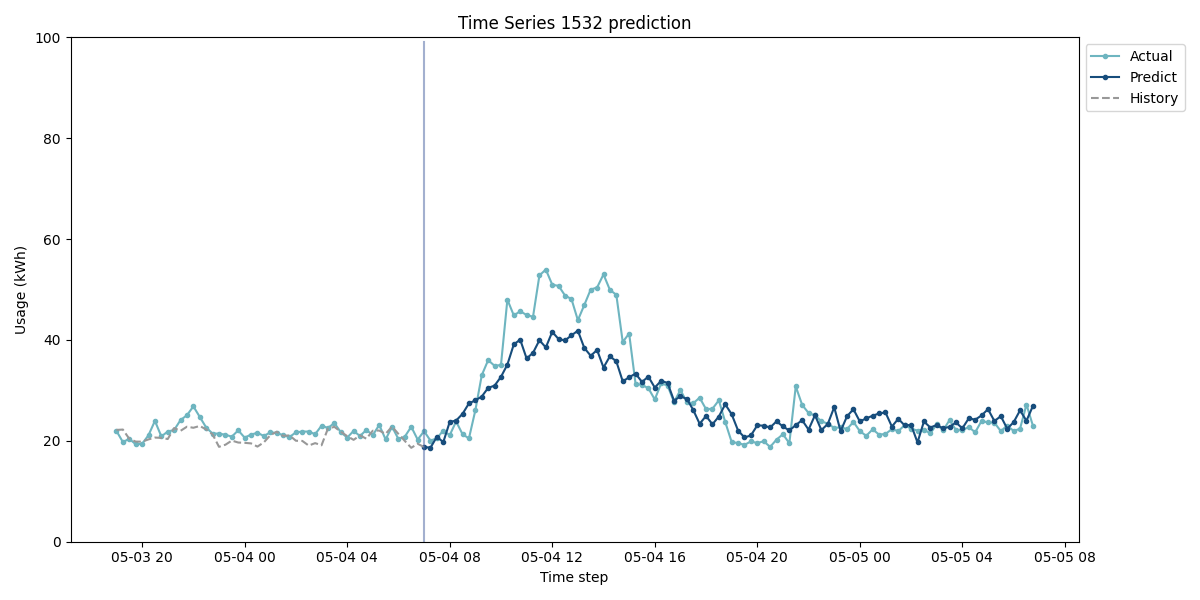 Time Series 1532 prediction
Actual
Predict
History
Usage (kWh)
100
80
60
40
20
0
05-03 20
05-04 00
05-04 04
05-04 08
05-04 12
05-04 16
05-04 20
05-05 00
05-05 04
05-05 08
Time step